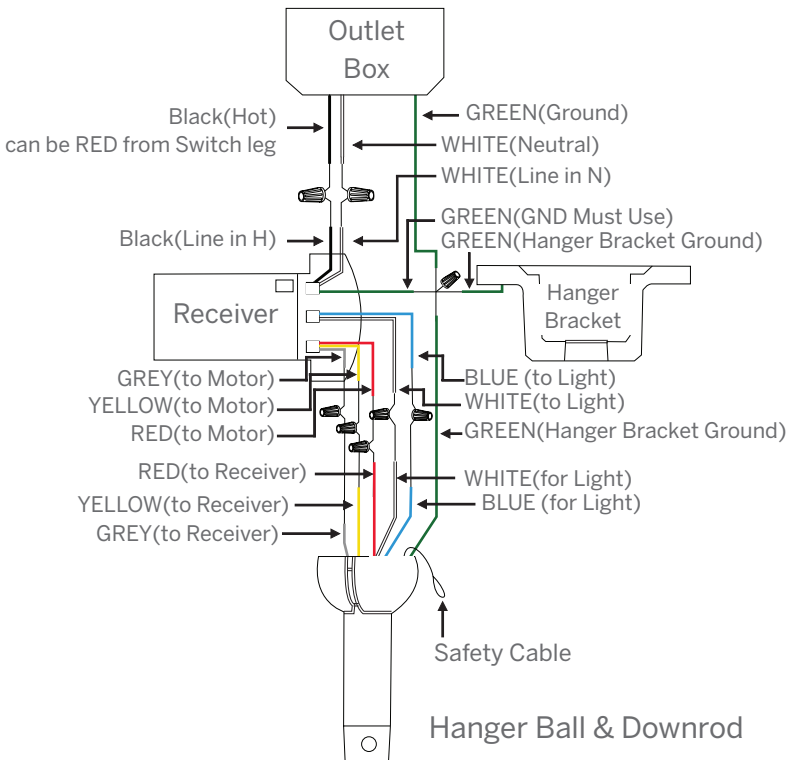 Outlet
Box
Black(Hot)
can be RED from Switch leg
GREEN(Ground)
WHITE(Neutral)
WHITE(Line in N)
GREEN(GND Must Use)
Black(Line in H)
GREEN(Hanger Bracket Ground)
Receiver
Hanger
Bracket
GREY(to Motor)
BLUE (to Light)
YELLOW(to Motor)
WHITE(to Light)
RED(to Motor)
GREEN(Hanger Bracket Ground)
RED(to Receiver)
WHITE(for Light)
YELLOW(to Receiver)
BLUE (for Light)
GREY(to Receiver)
Safety Cable
Hanger Ball & Downrod